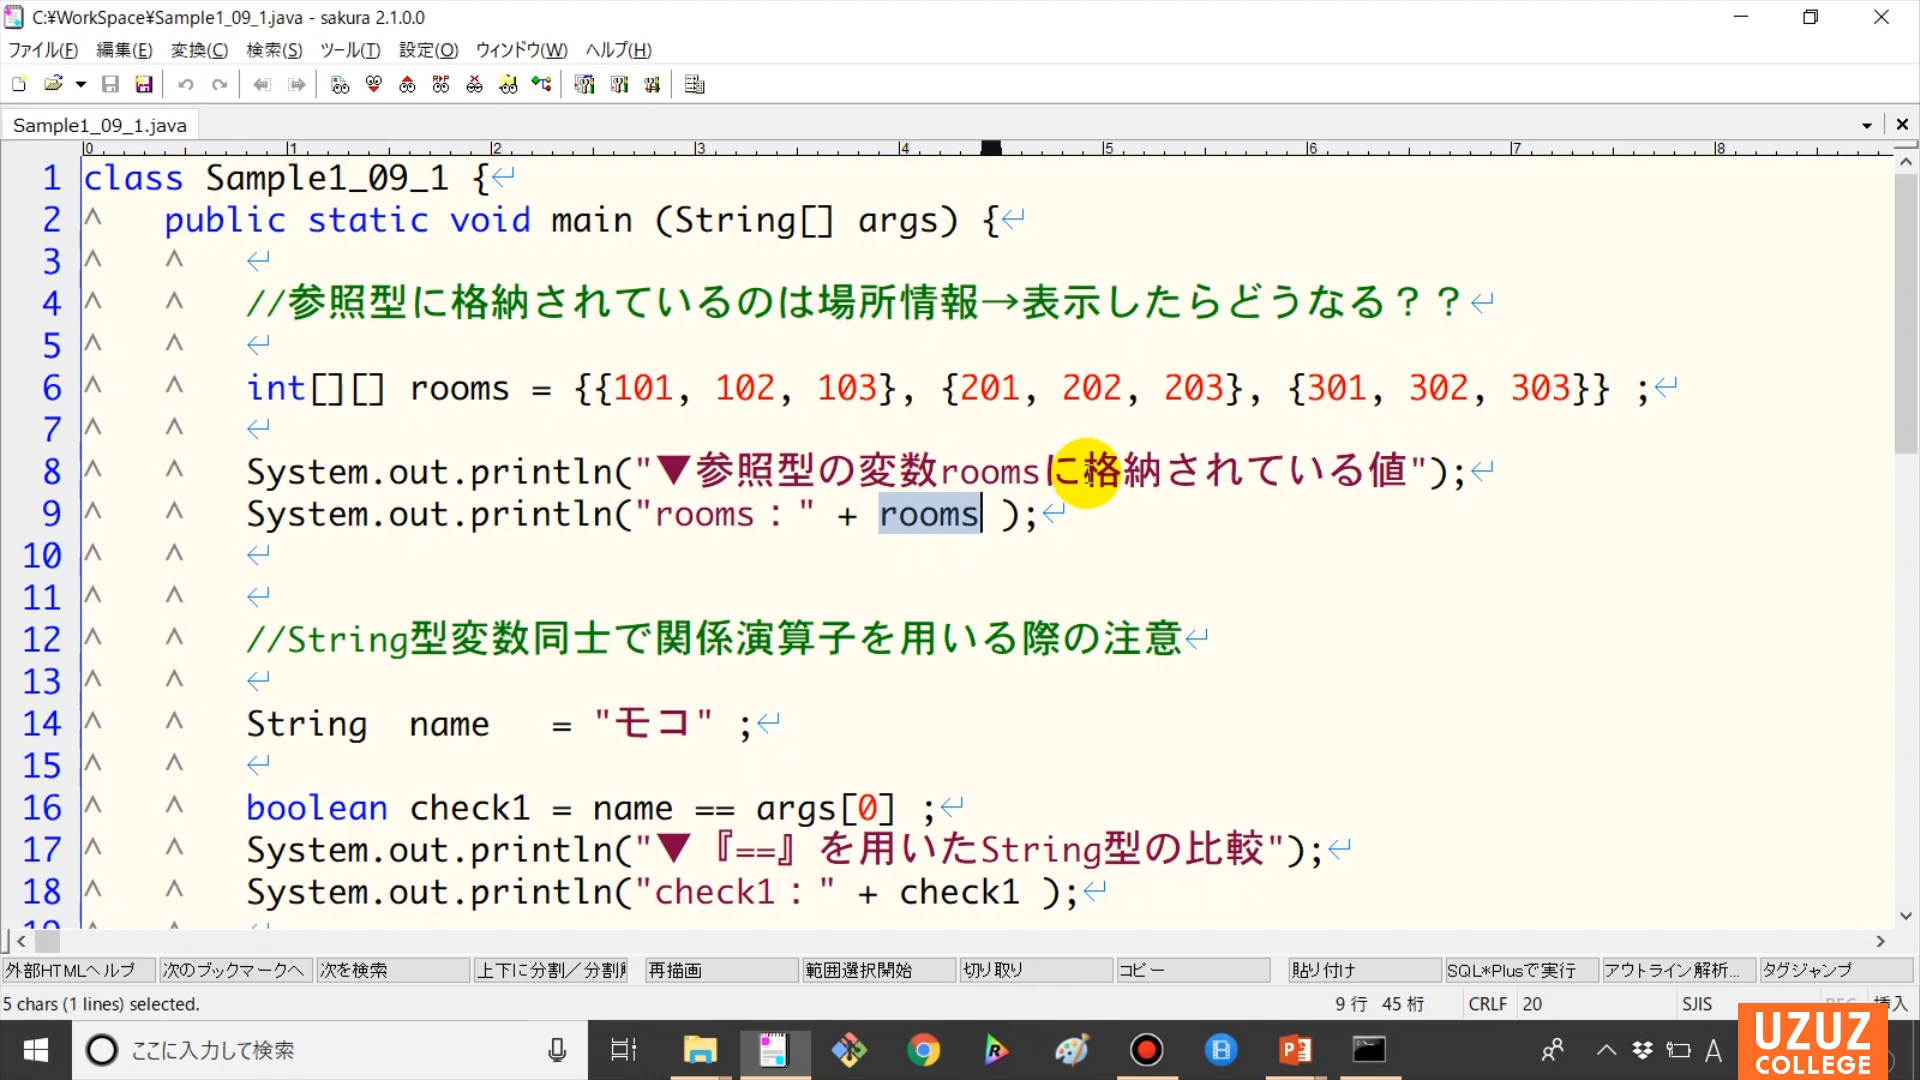 C:¥WorkSpace¥Sample1_09_1.java - sakura 2.1.0.0
ファイル(F) 編集(E) 変換(C) 検索(S) ツール(T) 設定(O) ウィンドウ(W) ヘルプ(H)
Sample1_09_1.java
0 1 2 3 4 5 6 7 8
1 class Sample1_09_1 {
2 public static void main (String[] args) {
3
4 //参照型に格納されているのは場所情報→表示したらどうなる？？
5
6 int[][] rooms = {{101, 102, 103}, {201, 202, 203}, {301, 302, 303}} ;
7
8 System.out.println("▼参照型の変数roomsに格納されている値");
9 System.out.println("rooms：" + rooms );
10
11
12 //String型変数同士で関係演算子を用いる際の注意
13
14 String name = "モコ" ;
15
16 boolean check1 = name == args[0] ;
17 System.out.println("▼『==』を用いたString型の比較");
18 System.out.println("check1：" + check1 );
外部HTMLヘルプ 次のブックマークへ 次を検索 上下に分割／分割 再描画 範囲選択開始 切り取り コピー 貼り付け SQL*Plusで実行 アウトライン解析... タグジャンプ
5 chars (1 lines) selected. 9 行 45 桁 CRLF 20 SJIS REC 挿入
ここに入力して検索 A
UZUZ
COLLEGE